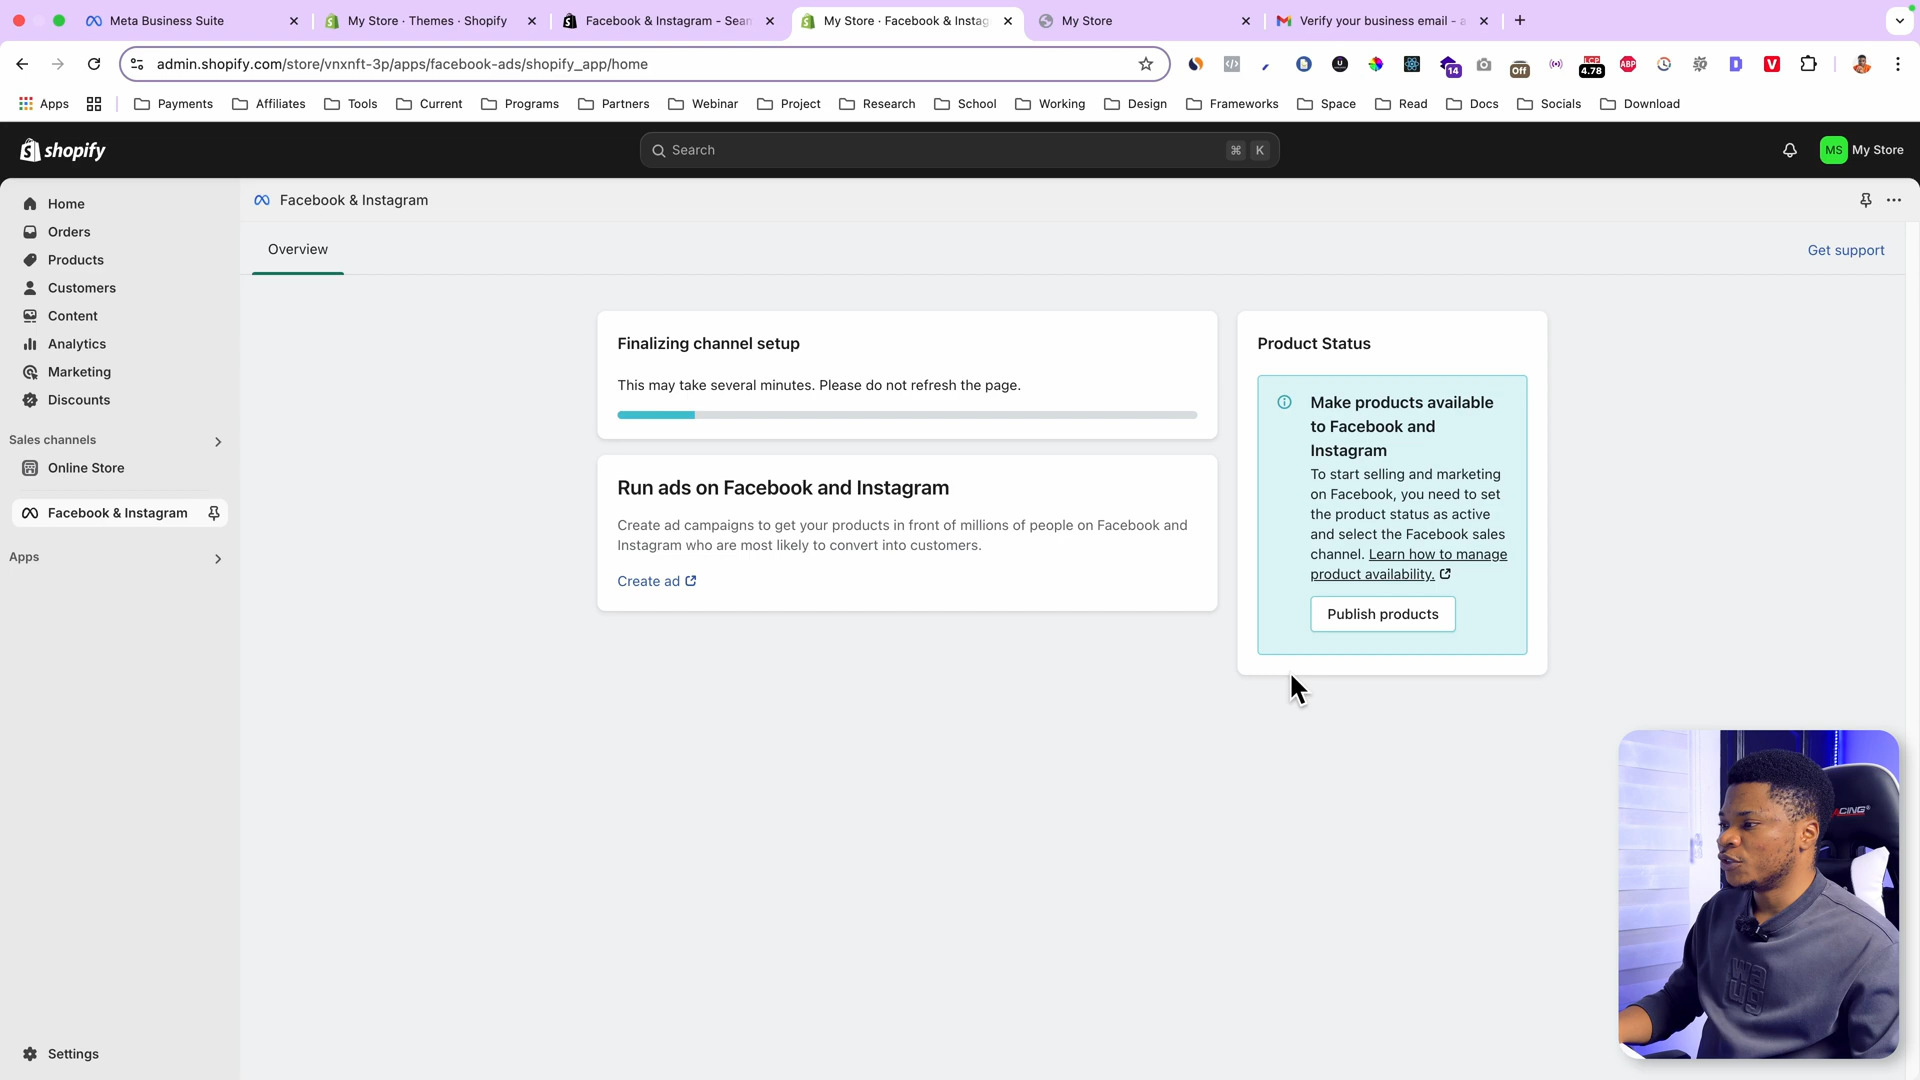 Meta Business Suite
My Store · Themes · Shopify
Facebook & Instagram - Sear
My Store · Facebook & Instag
My Store
Verify your business email - a
admin.shopify.com/store/vnxnft-3p/apps/facebook-ads/shopify_app/home
14
Off
LCP
4.78
ABP
Apps
Payments
Affiliates
Tools
Current
Programs
Partners
Webinar
Project
Research
School
Working
Design
Frameworks
Space
Read
Docs
Socials
Download
shopify
Search
⌘ K
MS
My Store
Home
Orders
Products
Customers
Content
Analytics
Marketing
Discounts
Sales channels
Online Store
Facebook & Instagram
Apps
Settings
Facebook & Instagram
Overview
Get support
Finalizing channel setup
This may take several minutes. Please do not refresh the page.
Run ads on Facebook and Instagram
Create ad campaigns to get your products in front of millions of people on Facebook and
Instagram who are most likely to convert into customers.
Create ad
Product Status
Make products available
to Facebook and
Instagram
To start selling and marketing
on Facebook, you need to set
the product status as active
and select the Facebook sales
channel. Learn how to manage
product availability.
Publish products